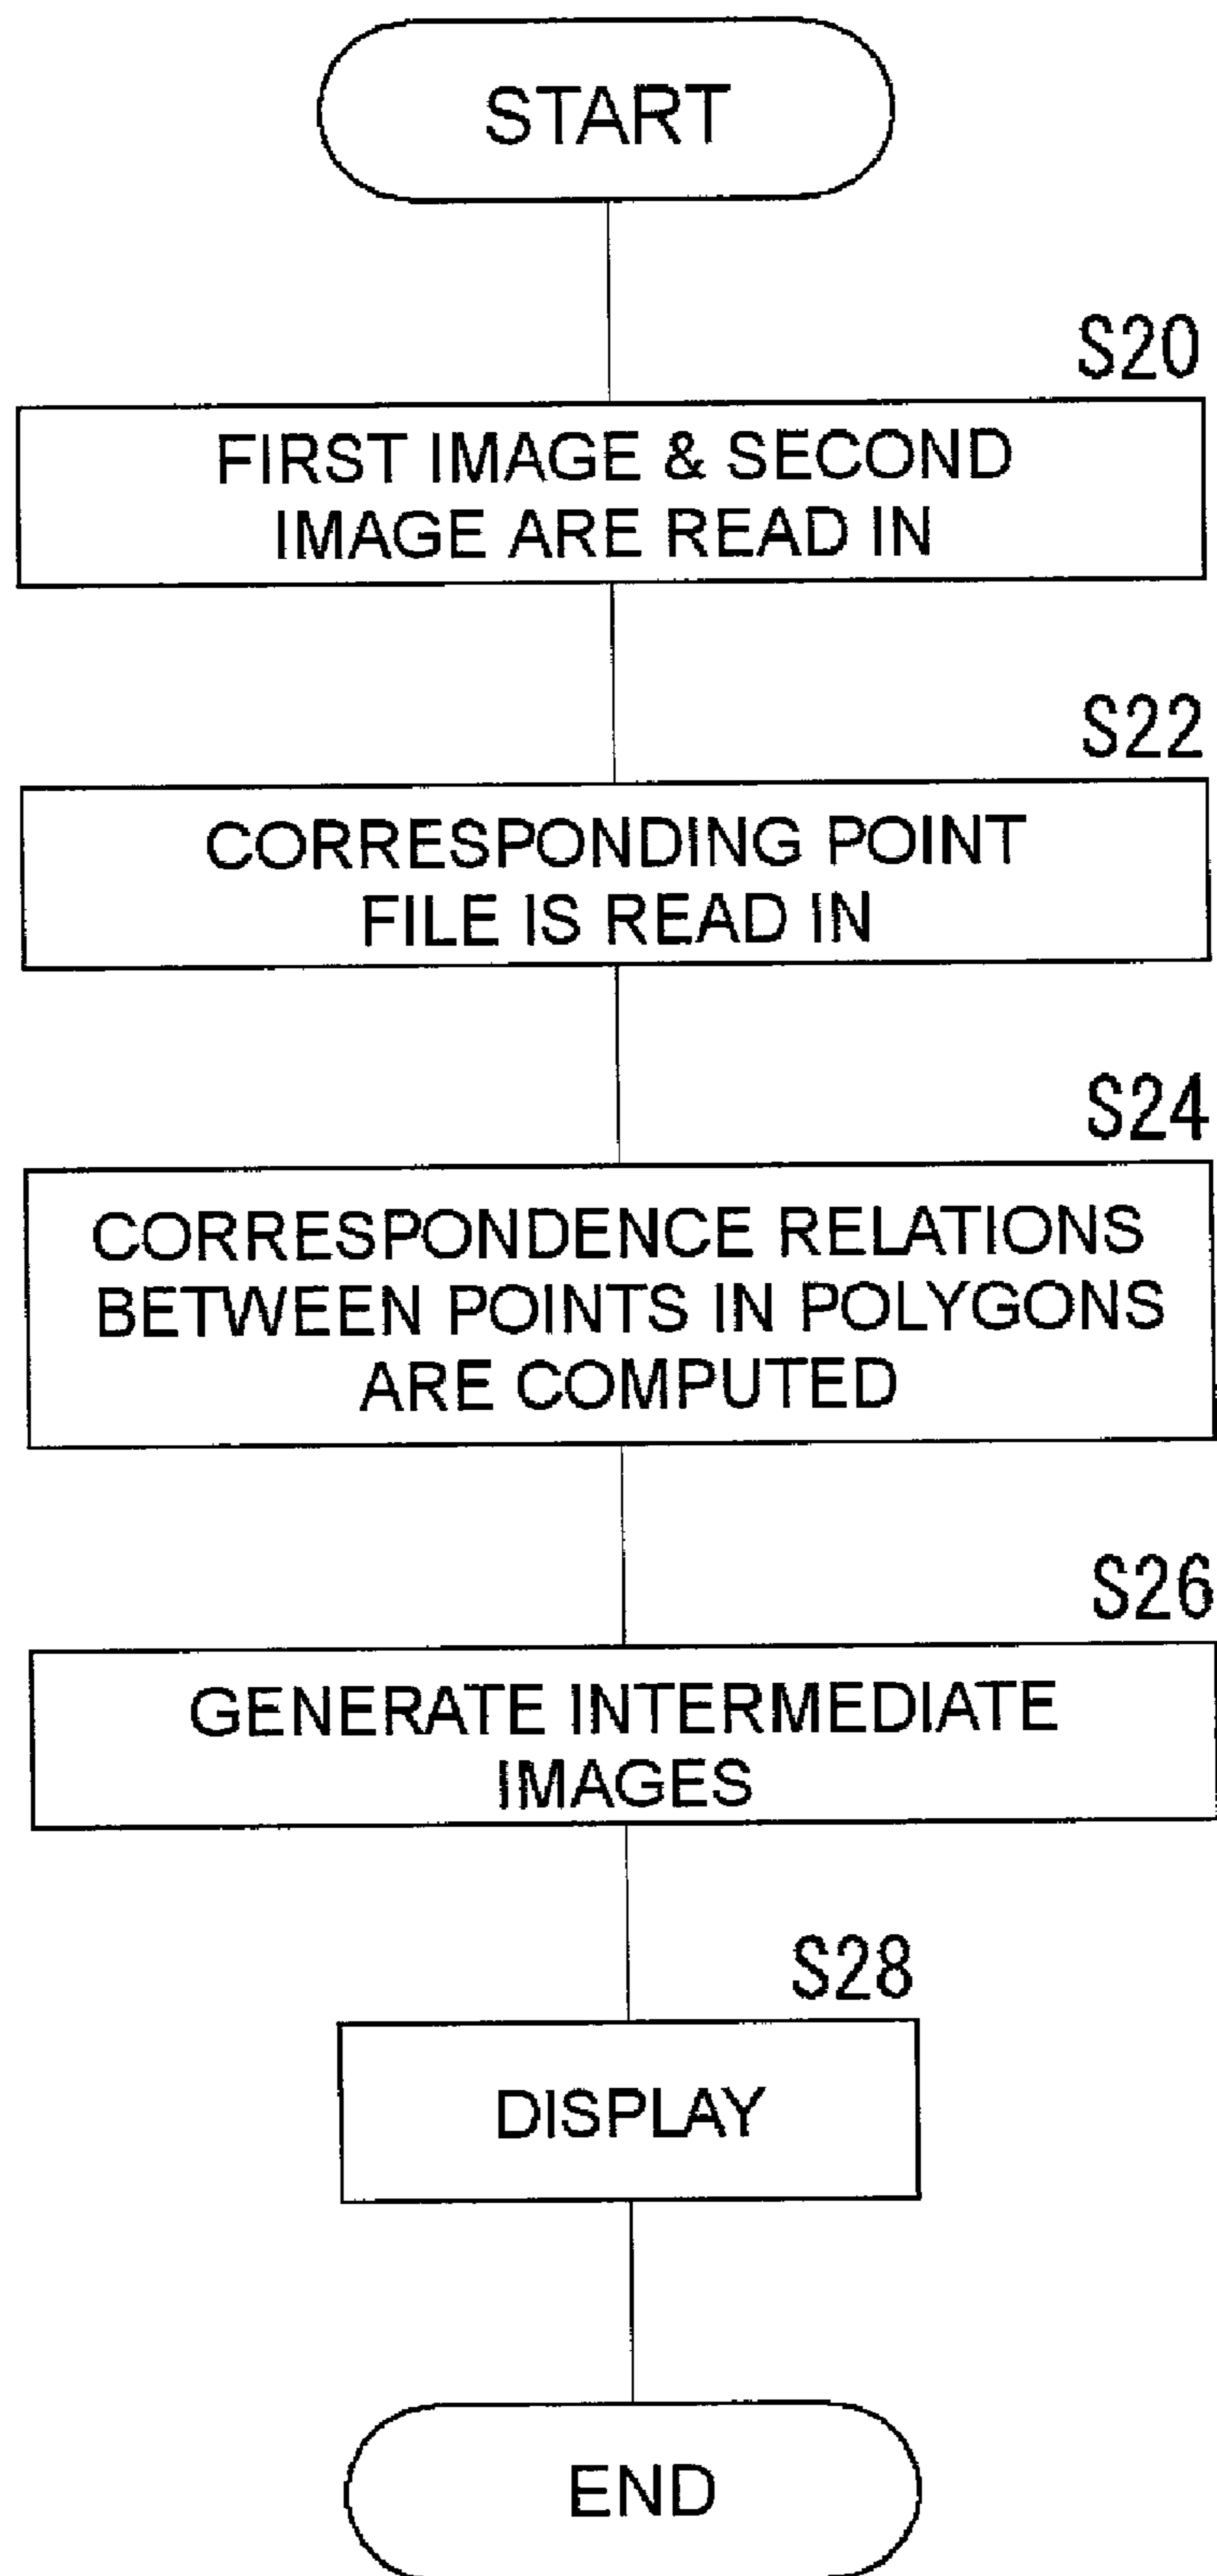 START
S20
FIRST IMAGE & SECOND
IMAGE ARE READ IN
S22
CORRESPONDING POINT
FILE IS READ IN
S24
CORRESPONDENCE RELATIONS
BETWEEN POINTS IN POLYGONS
ARE COMPUTED
S26
GENERATE INTERMEDIATE
IMAGES
S28
DISPLAY
END